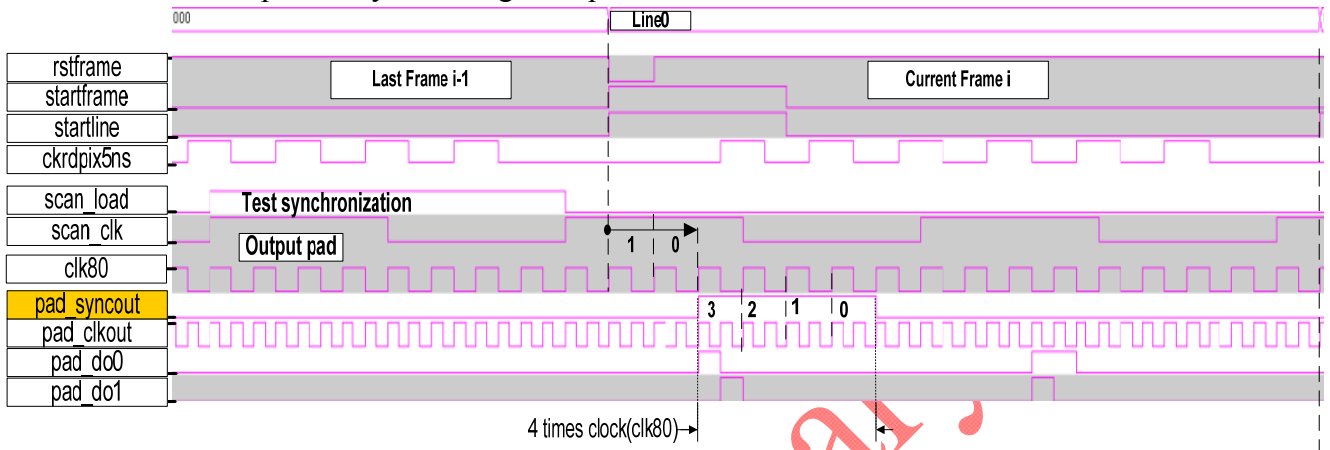 000
Line0
rstframe
Last Frame i-1
Current Frame i
startframe
startline
ckrdpix5ns
scan_load
Test synchronization
scan_clk
Output pad
1 0
clk80
pad_syncout
3 2 1 0
pad_clkout
pad_do0
pad_do1
4 times clock(clk80)